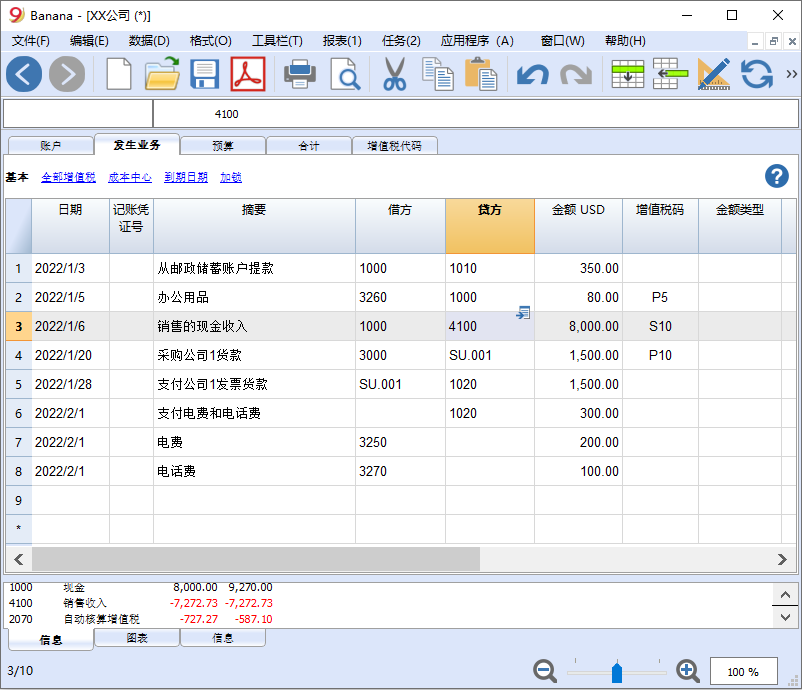 Banana - [XX公司 (*)]
文件(F) 编辑(E) 数据(D) 格式(O) 工具栏(T) 报表(1) 任务(2) 应用程序 (A) 窗口(W) 帮助(H)
4100
账户 发生业务 预算 合计 增值税代码
基本 全部增值税 成本中心 到期日期 加锁
日期 记账凭证号 摘要 借方 贷方 金额 USD 增值税码 金额类型
1 2022/1/3 从邮政储蓄账户提款 1000 1010 350.00
2 2022/1/5 办公用品 3260 1000 80.00 P5
3 2022/1/6 销售的现金收入 1000 4100 8,000.00 S10
4 2022/1/20 采购公司1货款 3000 SU.001 1,500.00 P10
5 2022/1/28 支付公司1发票货款 SU.001 1020 1,500.00
6 2022/2/1 支付电费和电话费 1020 300.00
7 2022/2/1 电费 3250 200.00
8 2022/2/1 电话费 3270 100.00
9
*
1000 现金 8,000.00 9,270.00
4100 销售收入 -7,272.73 -7,272.73
2070 自动核算增值税 -727.27 -587.10
信息 图表 信息
3/10 100 %